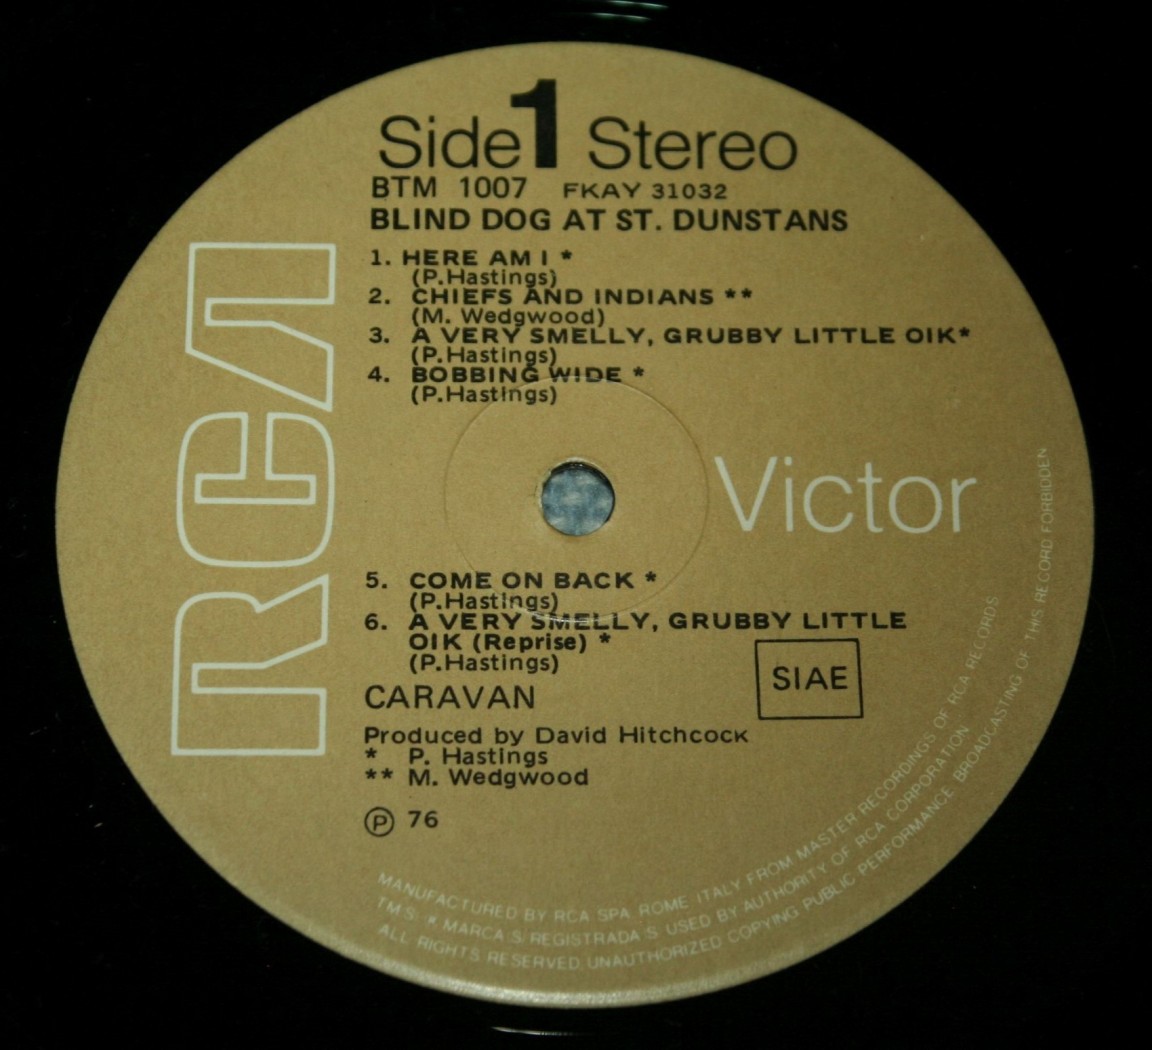 Side 1 Stereo
BTM 1007 FKAY 31032
BLIND DOG AT ST. DUNSTANS
1. HERE AM I *
(P.Hastings)
2. CHIEFS AND INDIANS **
(M. Wedgwood)
3. A VERY SMELLY, GRUBBY LITTLE OIK*
(P.Hastings)
4. BOBBING WIDE *
(P.Hastings)
RCA
Victor
5. COME ON BACK *
(P.Hastings)
6. A VERY SMELLY, GRUBBY LITTLE
OIK (Reprise) *
(P.Hastings)
SIAE
CARAVAN
Produced by David Hitchcock
* P. Hastings
** M. Wedgwood
Ⓟ 76
MANUFACTURED BY RCA SPA ROME ITALY FROM MASTER RECORDINGS OF RCA RECORDS
TMS. ® MARCA S REGISTRADA S USED BY AUTHORITY OF RCA CORPORATION
ALL RIGHTS RESERVED. UNAUTHORIZED COPYING PUBLIC PERFORMANCE BROADCASTING OF THIS RECORD FORBIDDEN